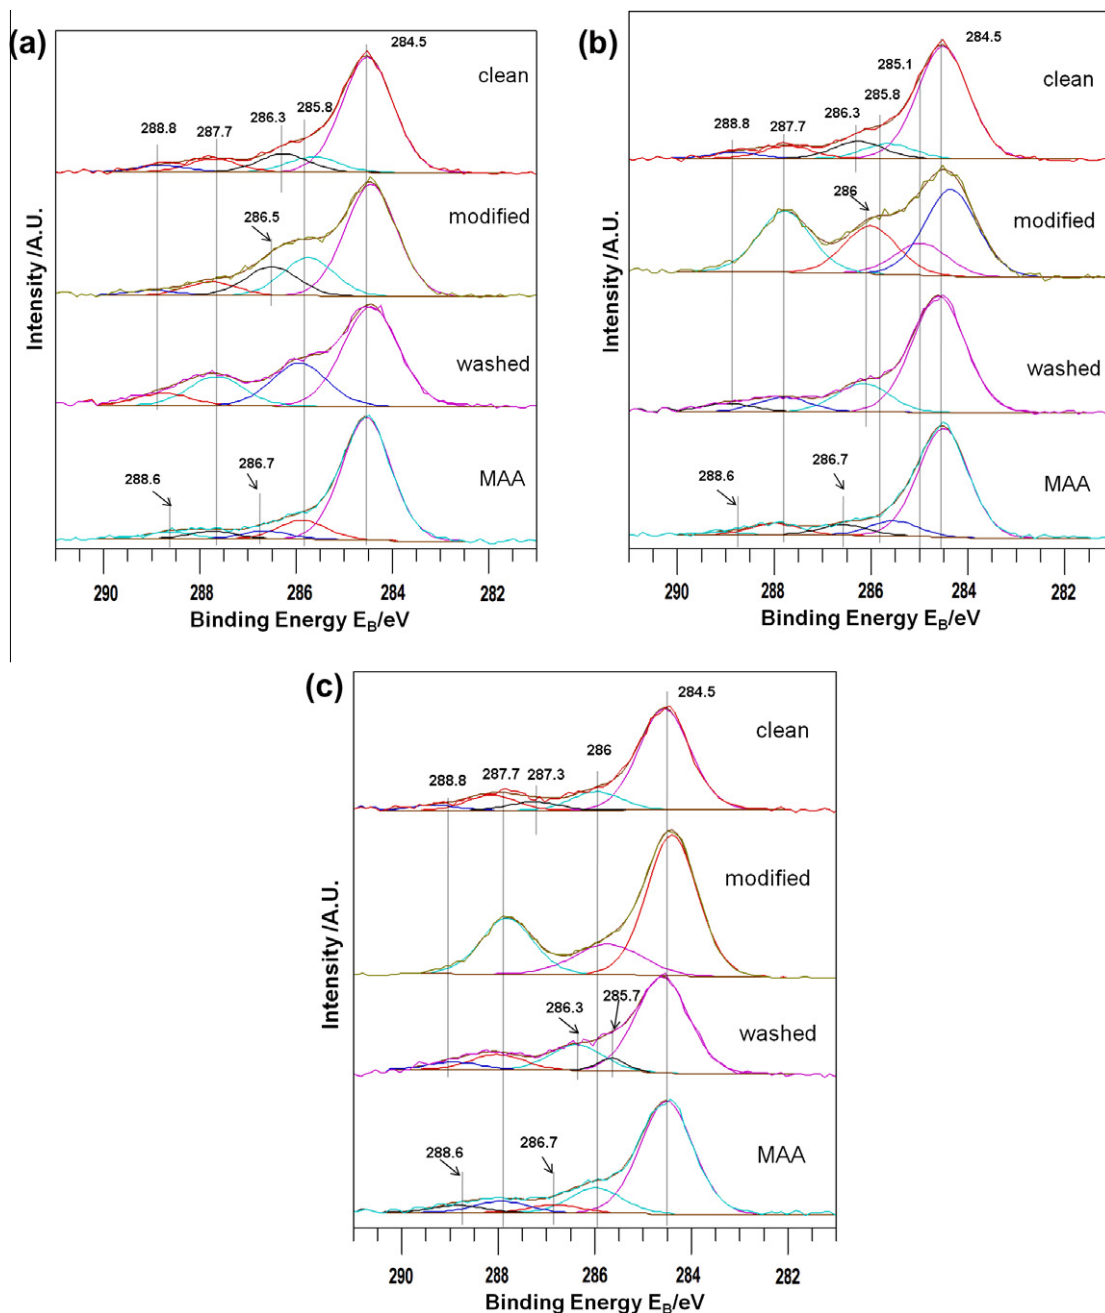 (a)
284.5
clean
286.3
285.8
288.8
287.7
modified
286.5
washed
MAA
286.7
288.6
Intensity /A.U.
290 288 286 284 282
Binding Energy E_B/eV
(b)
284.5
285.1
clean
285.8
286.3
288.8
287.7
286
modified
washed
MAA
286.7
288.6
Intensity /A.U.
290 288 286 284 282
Binding Energy E_B/eV
(c)
284.5
clean
286
288.8
287.7
287.3
modified
285.7
286.3
washed
288.6
286.7
MAA
Intensity /A.U.
290 288 286 284 282
Binding Energy E_B/eV